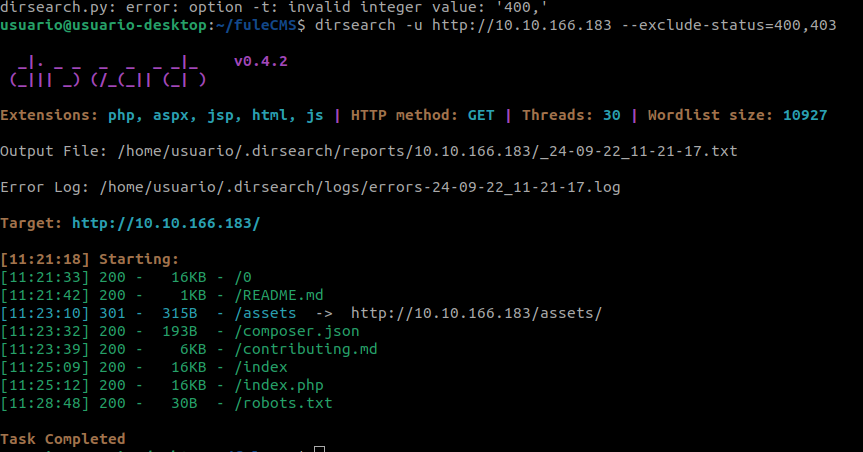 dirsearch.py: error: option -t: invalid integer value: '400,'
usuario@usuario-desktop:~/fuleCMS$ dirsearch -u http://10.10.166.183 --exclude-status=400,403
_|. _ _  _  _  _ _|_    v0.4.2
(_||| _) (/_(_|| (_| )
Extensions: php, aspx, jsp, html, js | HTTP method: GET | Threads: 30 | Wordlist size: 10927
Output File: /home/usuario/.dirsearch/reports/10.10.166.183/_24-09-22_11-21-17.txt
Error Log: /home/usuario/.dirsearch/logs/errors-24-09-22_11-21-17.log
Target: http://10.10.166.183/
[11:21:18] Starting:
[11:21:33] 200 -   16KB - /0
[11:21:42] 200 -    1KB - /README.md
[11:23:10] 301 -  315B  - /assets  ->  http://10.10.166.183/assets/
[11:23:32] 200 -  193B  - /composer.json
[11:23:39] 200 -    6KB - /contributing.md
[11:25:09] 200 -   16KB - /index
[11:25:12] 200 -   16KB - /index.php
[11:28:48] 200 -   30B  - /robots.txt
Task Completed